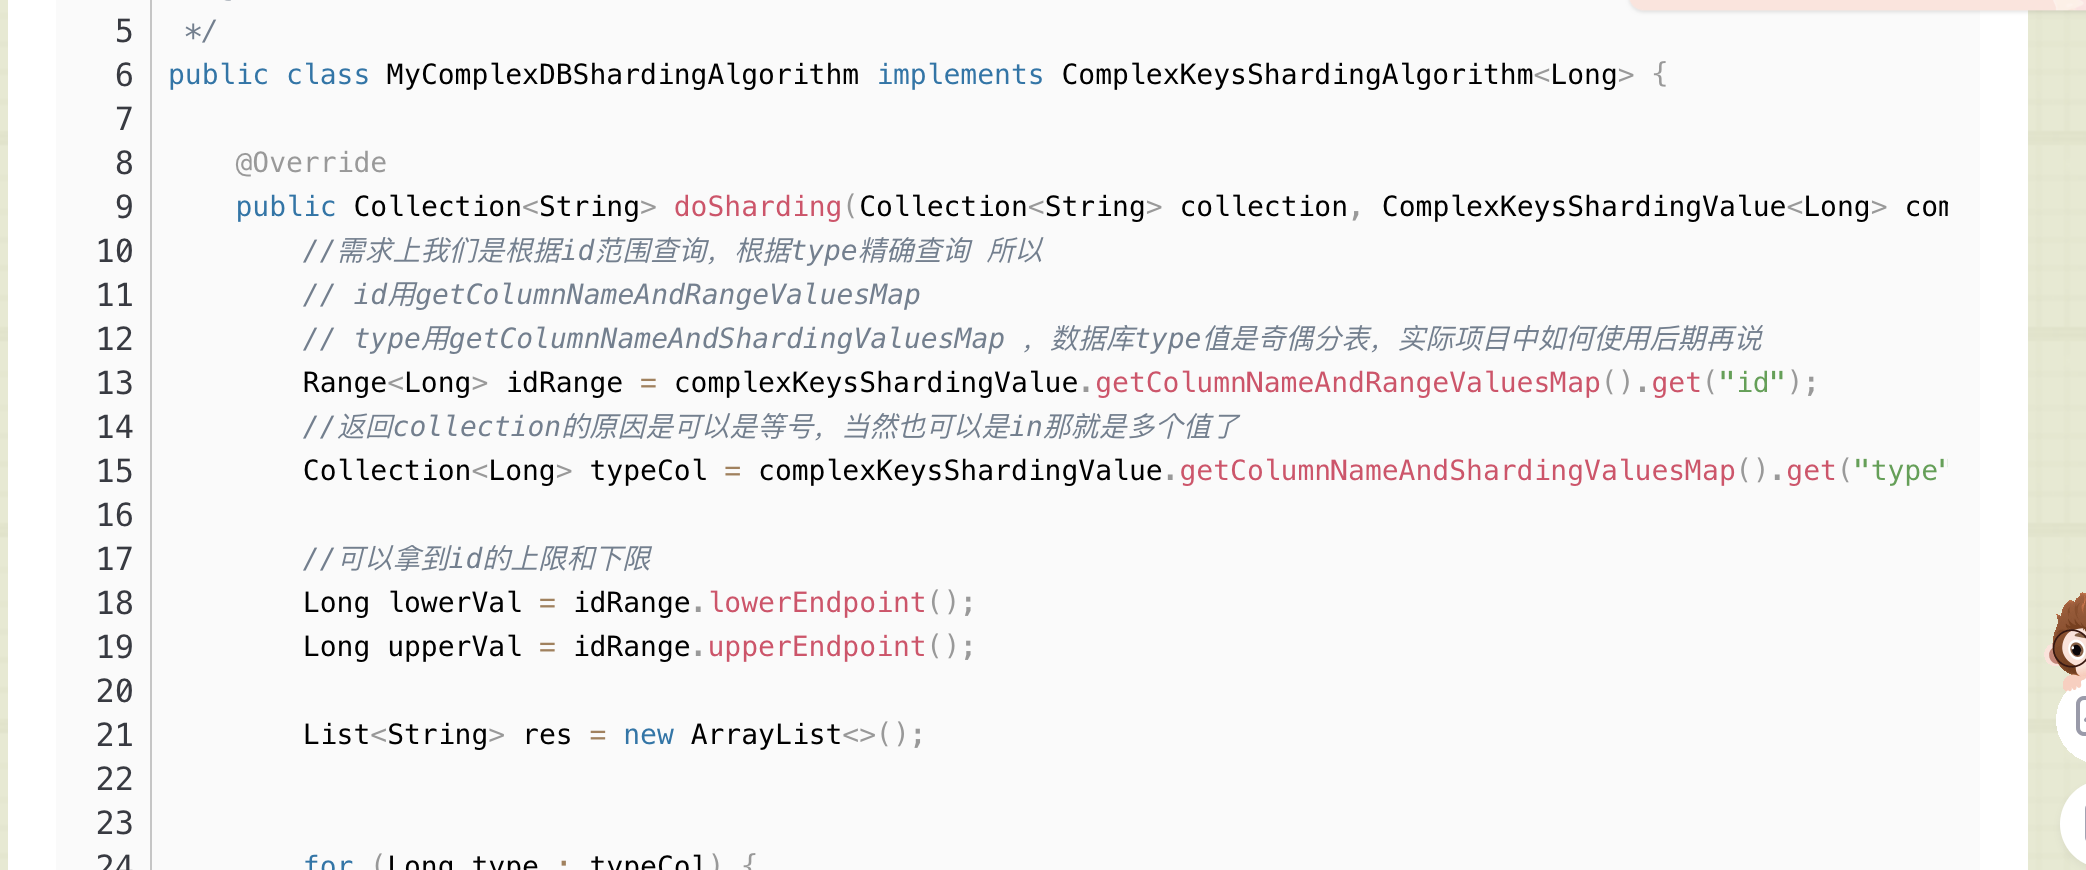 5 */
6 public class MyComplexDBShardingAlgorithm implements ComplexKeysShardingAlgorithm<Long> {
7
8 @Override
9 public Collection<String> doSharding(Collection<String> collection, ComplexKeysShardingValue<Long> com
10 //需求上我们是根据id范围查询，根据type精确查询 所以
11 // id用getColumnNameAndRangeValuesMap
12 // type用getColumnNameAndShardingValuesMap ，数据库type值是奇偶分表，实际项目中如何使用后期再说
13 Range<Long> idRange = complexKeysShardingValue.getColumnNameAndRangeValuesMap().get("id");
14 //返回collection的原因是可以是等号，当然也可以是in那就是多个值了
15 Collection<Long> typeCol = complexKeysShardingValue.getColumnNameAndShardingValuesMap().get("type"
16
17 //可以拿到id的上限和下限
18 Long lowerVal = idRange.lowerEndpoint();
19 Long upperVal = idRange.upperEndpoint();
20
21 List<String> res = new ArrayList<>();
22
23
24 for (Long type : typeCol) {